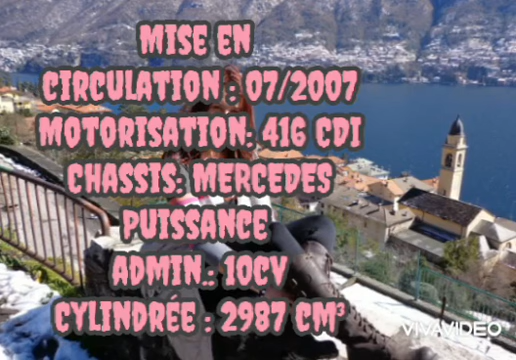 MISE EN
CIRCULATION : 07/2007
MOTORISATION: 416 CDI
CHASSIS: MERCEDES
PUISSANCE
ADMIN.: 10CV
CYLINDRÉE : 2987 CM³
VIVAVIDEO